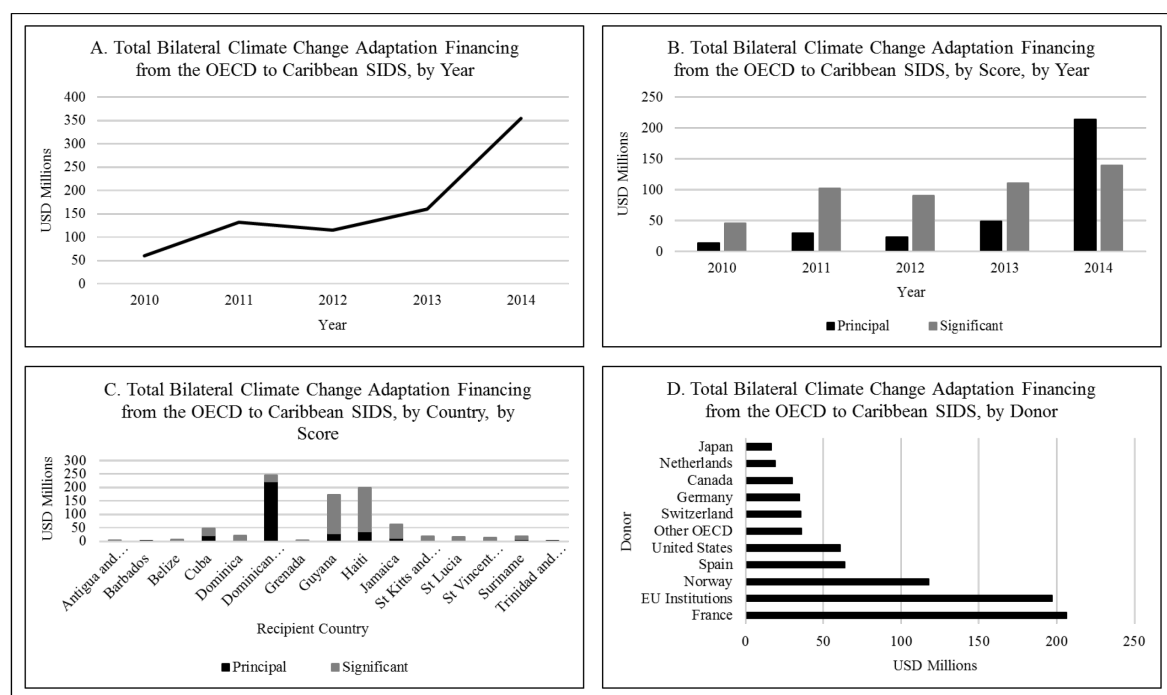 A. Total Bilateral Climate Change Adaptation Financing
from the OECD to Caribbean SIDS, by Year
400
350
300
250
200
150
100
50
0
USD Millions
2010 2011 2012 2013 2014
Year
B. Total Bilateral Climate Change Adaptation Financing
from the OECD to Caribbean SIDS, by Score, by Year
250
200
150
100
50
0
USD Millions
2010 2011 2012 2013 2014
Year
Principal Significant
C. Total Bilateral Climate Change Adaptation Financing
from the OECD to Caribbean SIDS, by Country, by
Score
300
250
200
150
100
50
0
USD Millions
Antigua and...
Barbados
Belize
Cuba
Dominica
Dominican...
Grenada
Guyana
Haiti
Jamaica
St Kitts and...
St Lucia
St Vincent...
Suriname
Trinidad and...
Recipient Country
Principal Significant
D. Total Bilateral Climate Change Adaptation Financing
from the OECD to Caribbean SIDS, by Donor
Donor
Japan
Netherlands
Canada
Germany
Switzerland
Other OECD
United States
Spain
Norway
EU Institutions
France
0 50 100 150 200 250
USD Millions